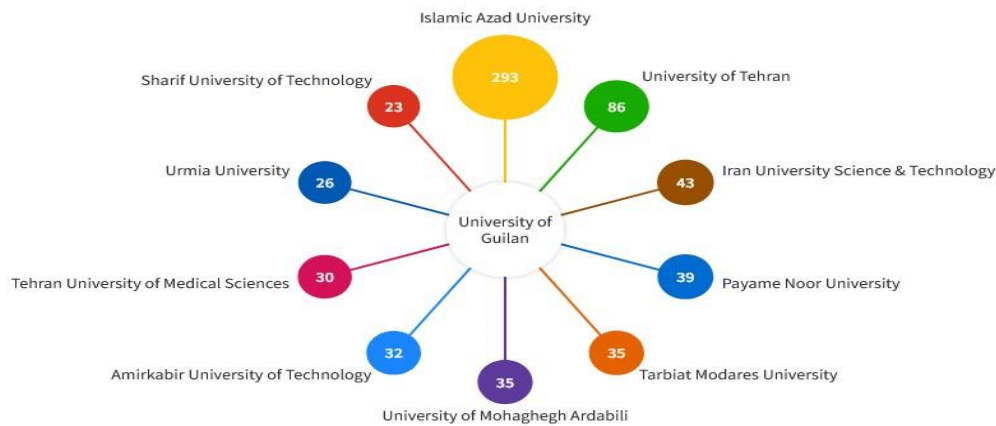 Islamic Azad University
293
Sharif University of Technology
23
University of Tehran
86
Urmia University
26
Iran University Science & Technology
43
University of
Guilan
Tehran University of Medical Sciences
30
39
Payame Noor University
Amirkabir University of Technology
32
35
Tarbiat Modares University
35
University of Mohaghegh Ardabili